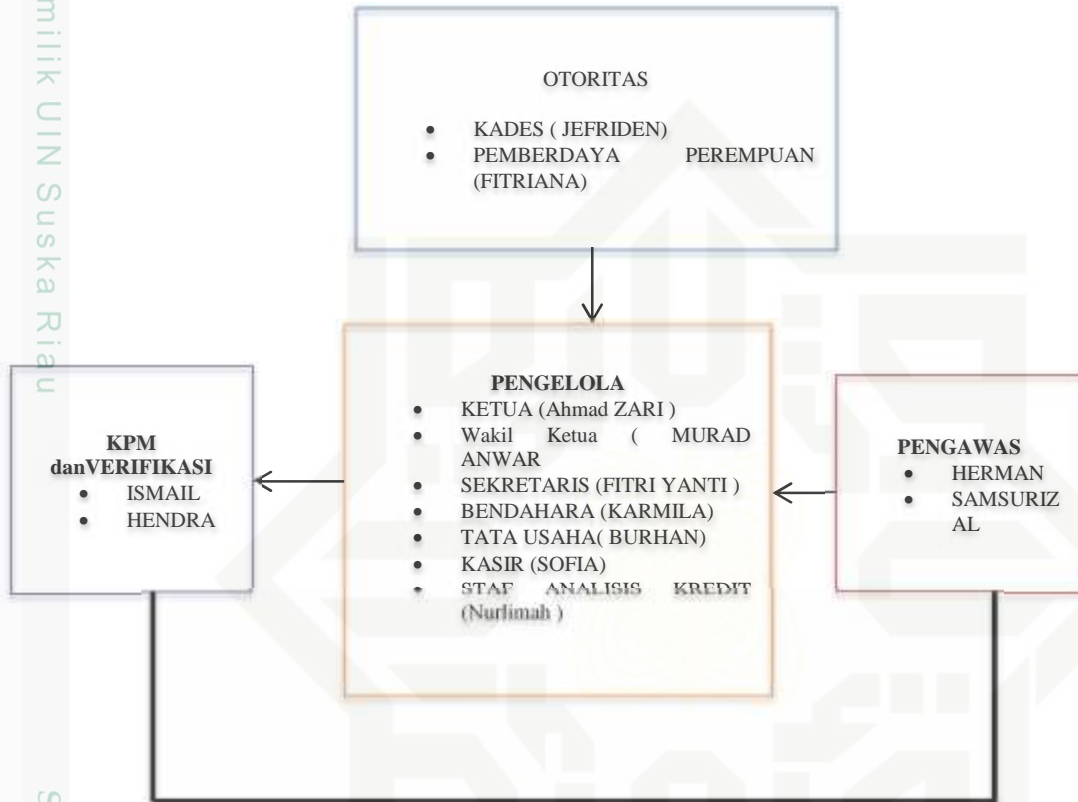 milik UIN Suska Riau
OTORITAS
• KADES ( JEFRIDEN)
• PEMBERDAYA PEREMPUAN
(FITRIANA)
PENGELOLA
• KETUA (Ahmad ZARI )
• Wakil Ketua ( MURAD
ANWAR
• SEKRETARIS (FITRI YANTI )
• BENDAHARA (KARMILA)
• TATA USAHA( BURHAN)
• KASIR (SOFIA)
• STAF ANALISIS KREDIT
(Nurlimah )
KPM
danVERIFIKASI
• ISMAIL
• HENDRA
PENGAWAS
• HERMAN
• SAMSURIZ
AL